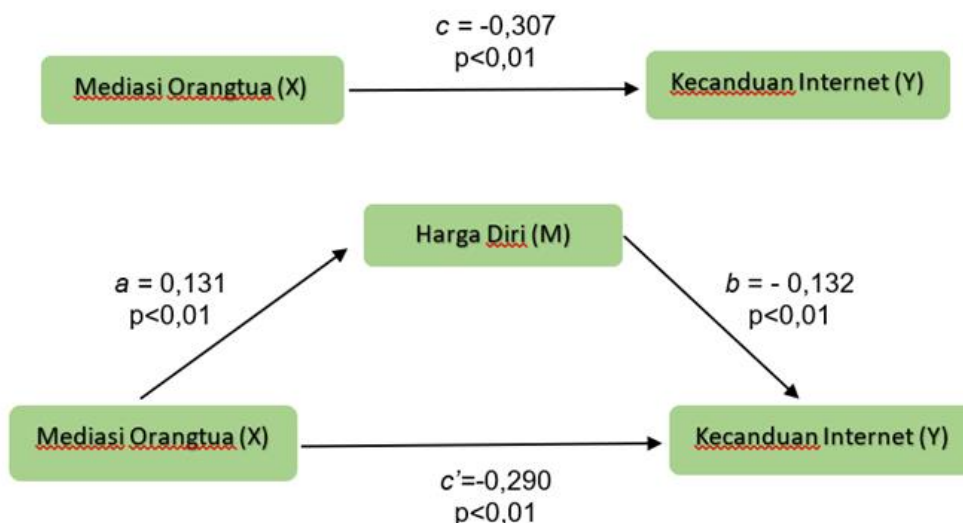 c = -0,307
p<0,01
Mediasi Orangtua (X)
Kecanduan Internet (Y)
Harga Diri (M)
a = 0,131
p<0,01
b = - 0,132
p<0,01
Mediasi Orangtua (X)
Kecanduan Internet (Y)
c’=-0,290
p<0,01